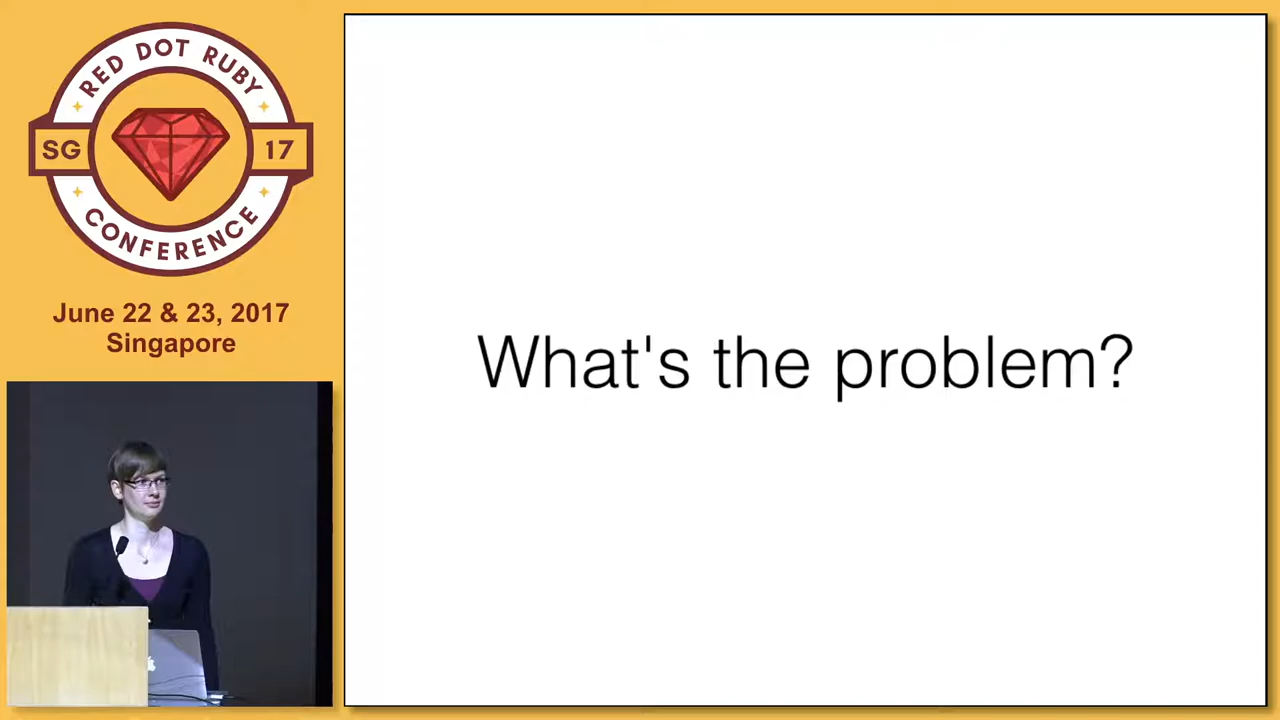 RED DOT RUBY
SG 17
CONFERENCE
June 22 & 23, 2017
Singapore
What's the problem?